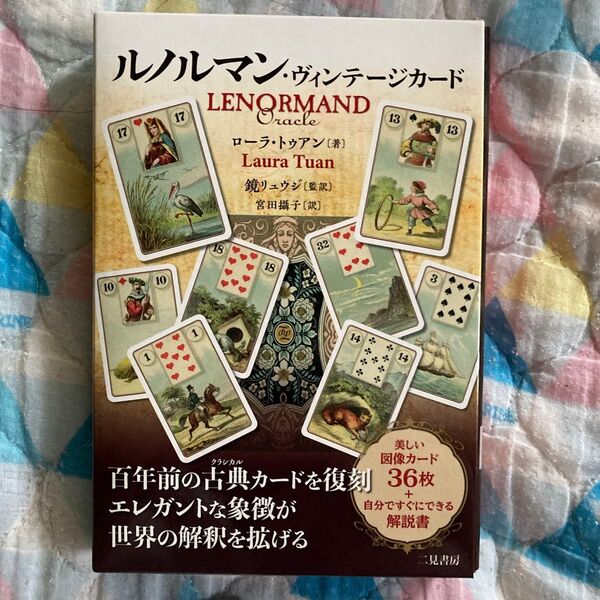 ルノルマン・ヴィンテージカード
LENORMAND
Oracle
ローラ・トゥアン〔著〕
Laura Tuan
鏡リュウジ〔監訳〕
宮田攝子〔訳〕
17
17
13
13
10
10
18
18
32
3
1
1
14
14
美しい
図像カード
36枚
+
自分ですぐにできる
解説書
クラシカル
百年前の古典カードを復刻
エレガントな象徴が
世界の解釈を拡げる
二見書房